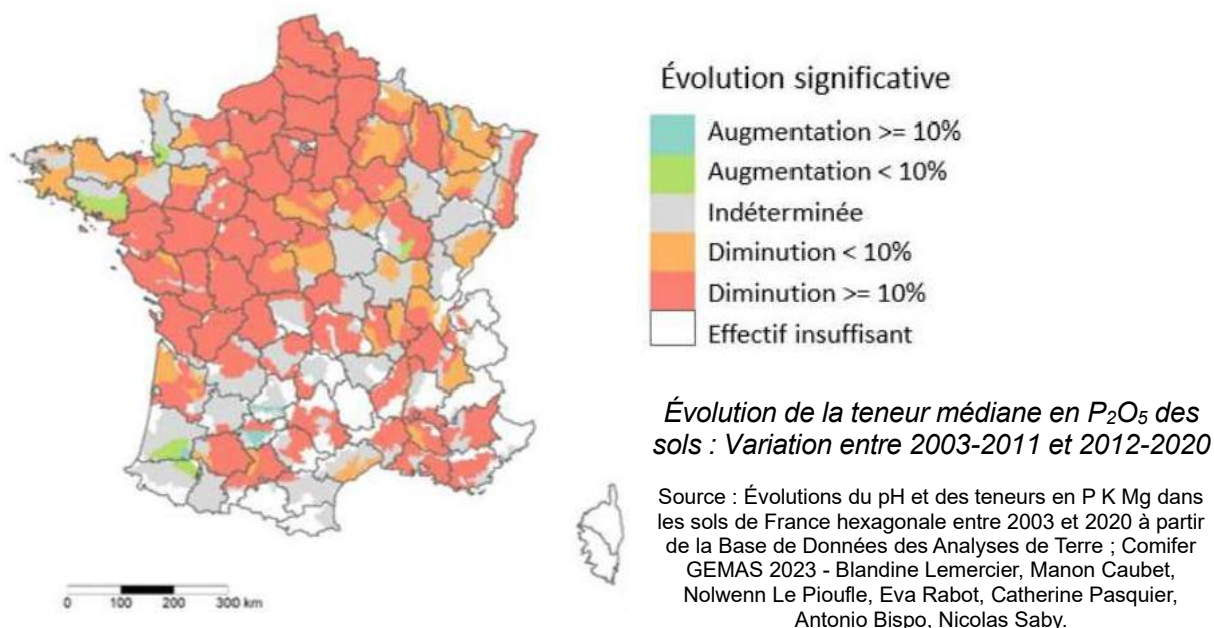 Évolution significative
Augmentation >= 10%
Augmentation < 10%
Indéterminée
Diminution < 10%
Diminution >= 10%
Effectif insuffisant
Évolution de la teneur médiane en P₂O₅ des
sols : Variation entre 2003-2011 et 2012-2020
Source : Évolutions du pH et des teneurs en P K Mg dans
les sols de France hexagonale entre 2003 et 2020 à partir
de la Base de Données des Analyses de Terre ; Comifer
GEMAS 2023 - Blandine Lemercier, Manon Caubet,
Nolwenn Le Pioufle, Eva Rabot, Catherine Pasquier,
Antonio Bispo, Nicolas Saby.
0 100 200 300 km